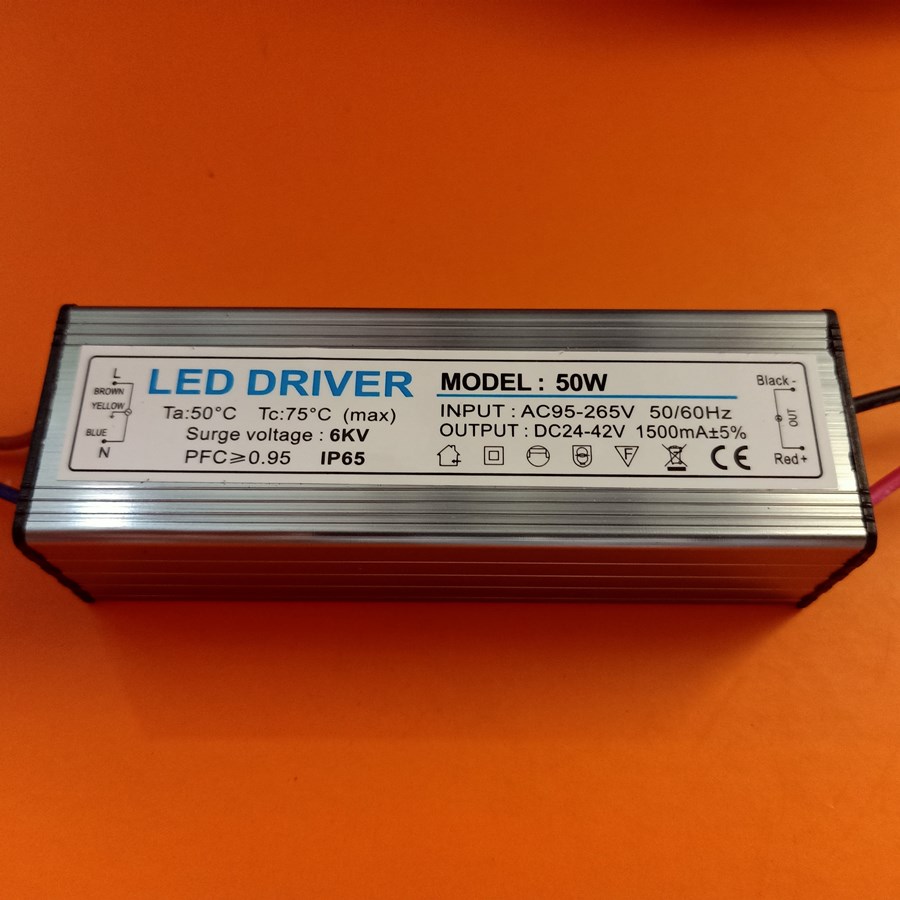 L
BROWN
YELLOW
BLUE
N
LED DRIVER
Ta:50°C Tc:75°C (max)
Surge voltage : 6KV
PFC≥0.95 IP65
MODEL : 50W
INPUT : AC95-265V 50/60Hz
OUTPUT : DC24-42V 1500mA±5%
F
CE
Black -
OUT
Red+